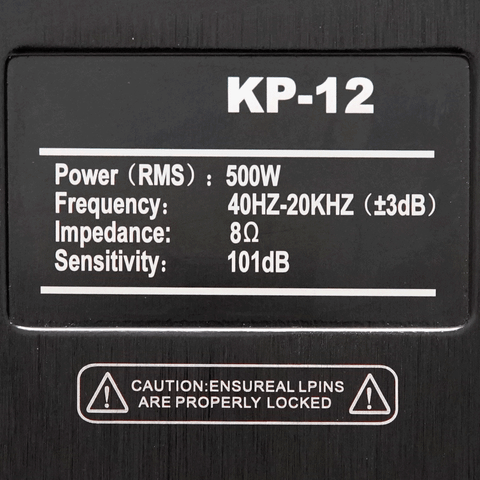 KP-12
Power（RMS）: 500W
Frequency: 40HZ-20KHZ（±3dB）
Impedance: 8Ω
Sensitivity: 101dB
CAUTION:ENSUREAL LPINS
ARE PROPERLY LOCKED